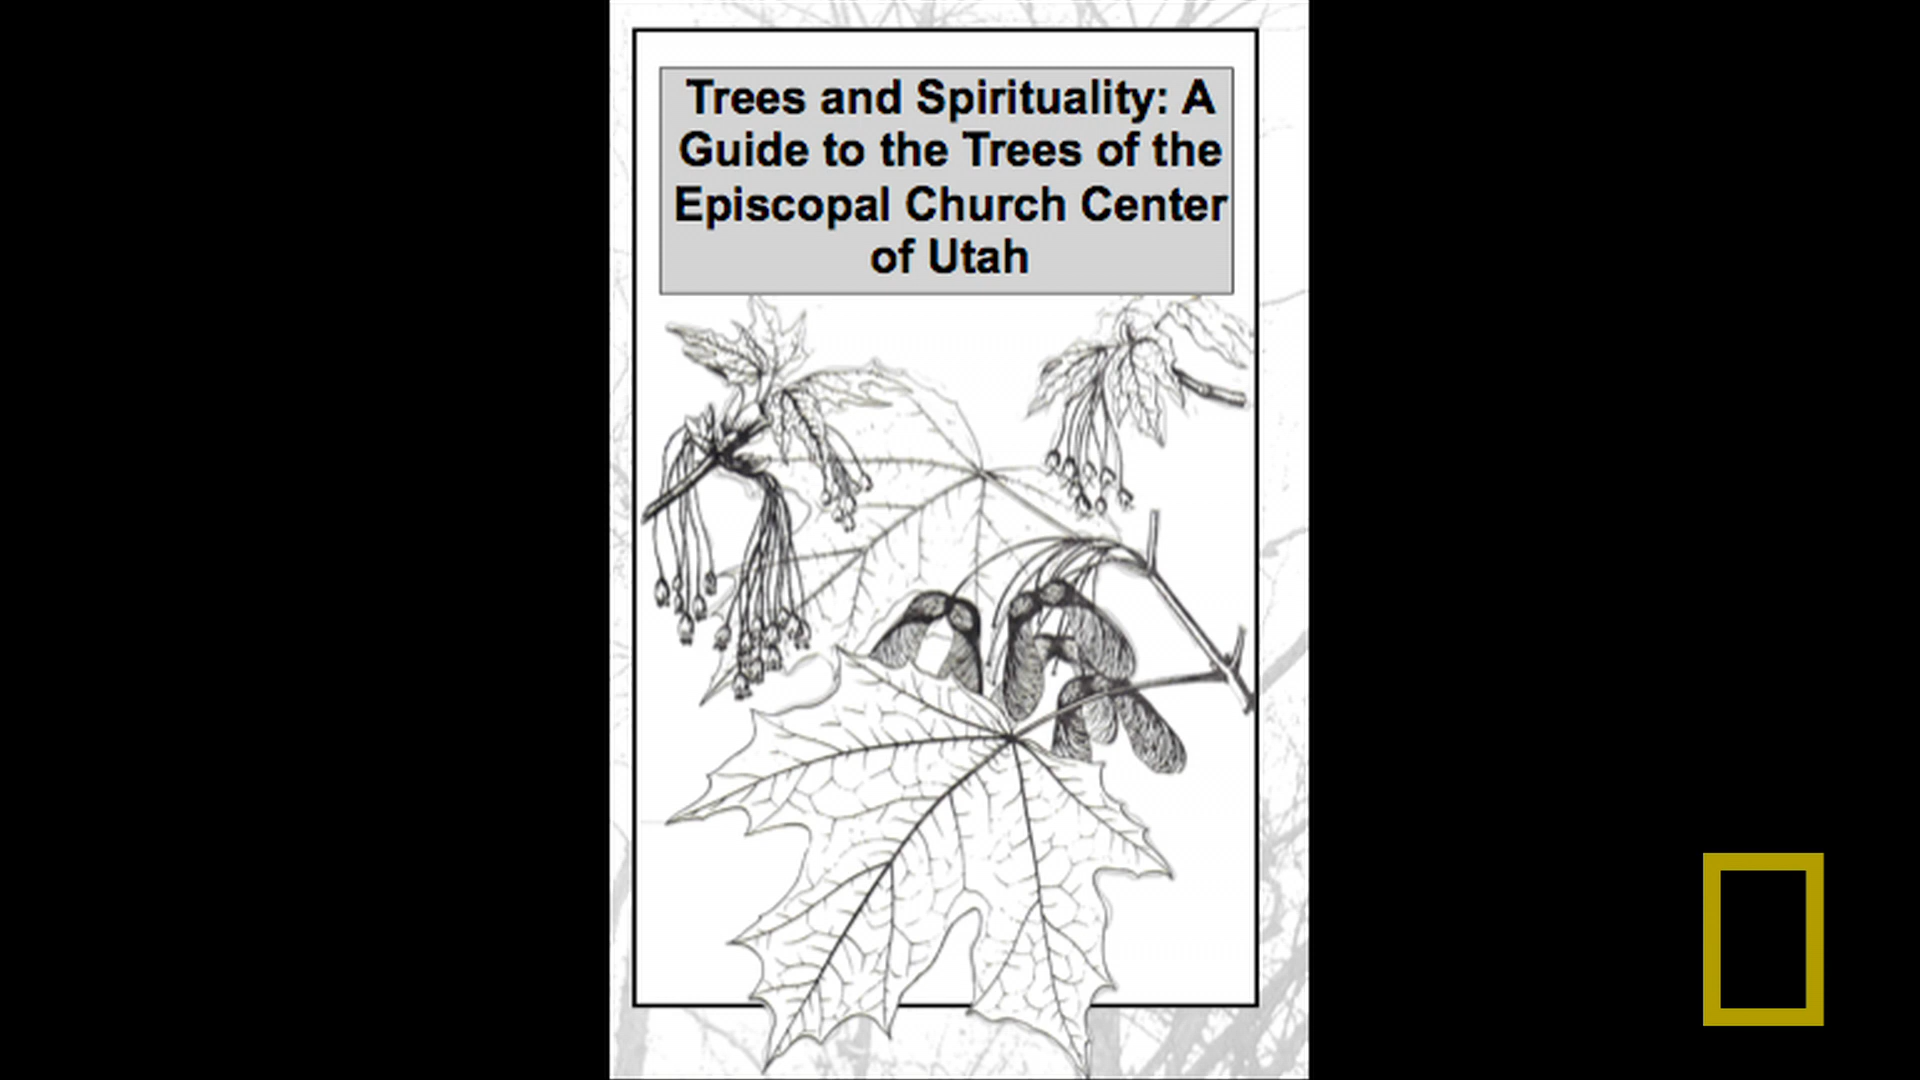 Trees and Spirituality: A
Guide to the Trees of the
Episcopal Church Center
of Utah